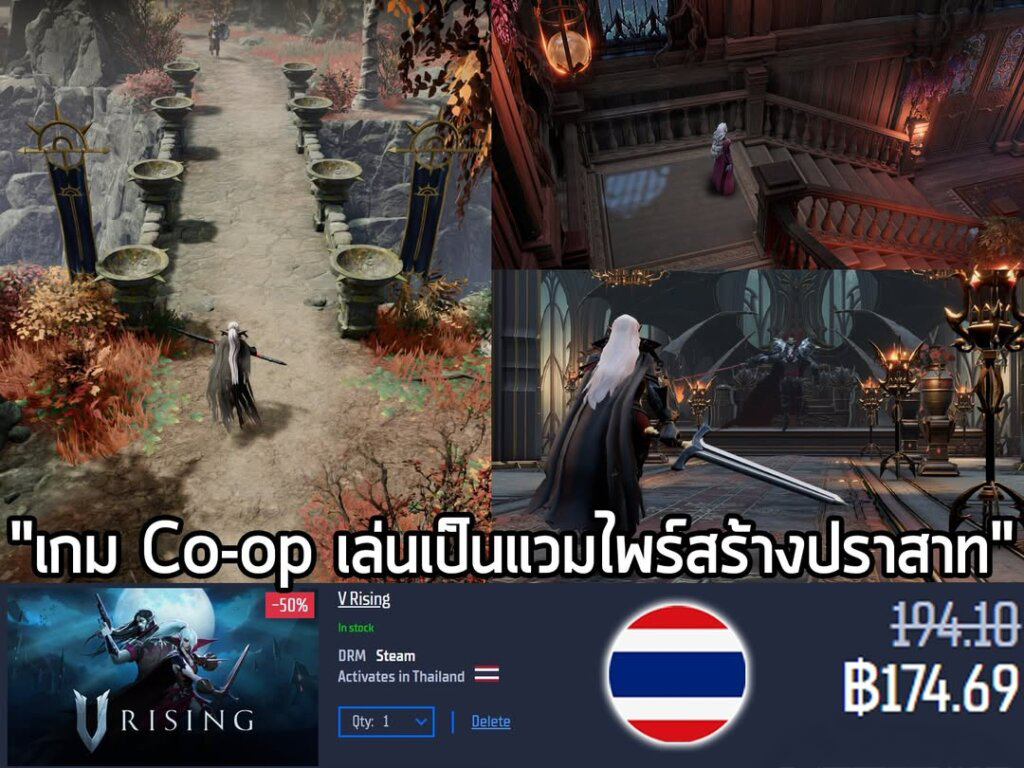 "เกม Co-op เล่นเป็นแวมไพร์สร้างปราสาท"
-50%
V RISING
V Rising
In stock
DRM Steam
Activates in Thailand
Qty: 1
Delete
194.10
฿174.69